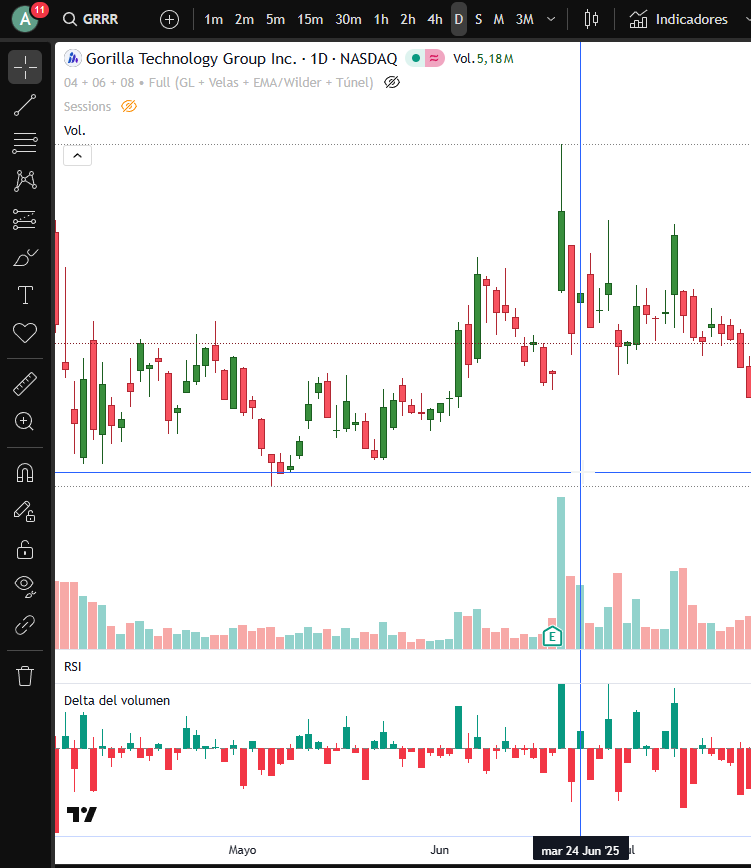 A 11 GRRR 1m 2m 5m 15m 30m 1h 2h 4h D S M 3M Indicadores
Gorilla Technology Group Inc. · 1D · NASDAQ Vol. 5,18 M
04 + 06 + 08 • Full (GL + Velas + EMA/Wilder + Túnel)
Sessions
Vol.
E
RSI
Delta del volumen
Mayo Jun mar 24 Jun '25